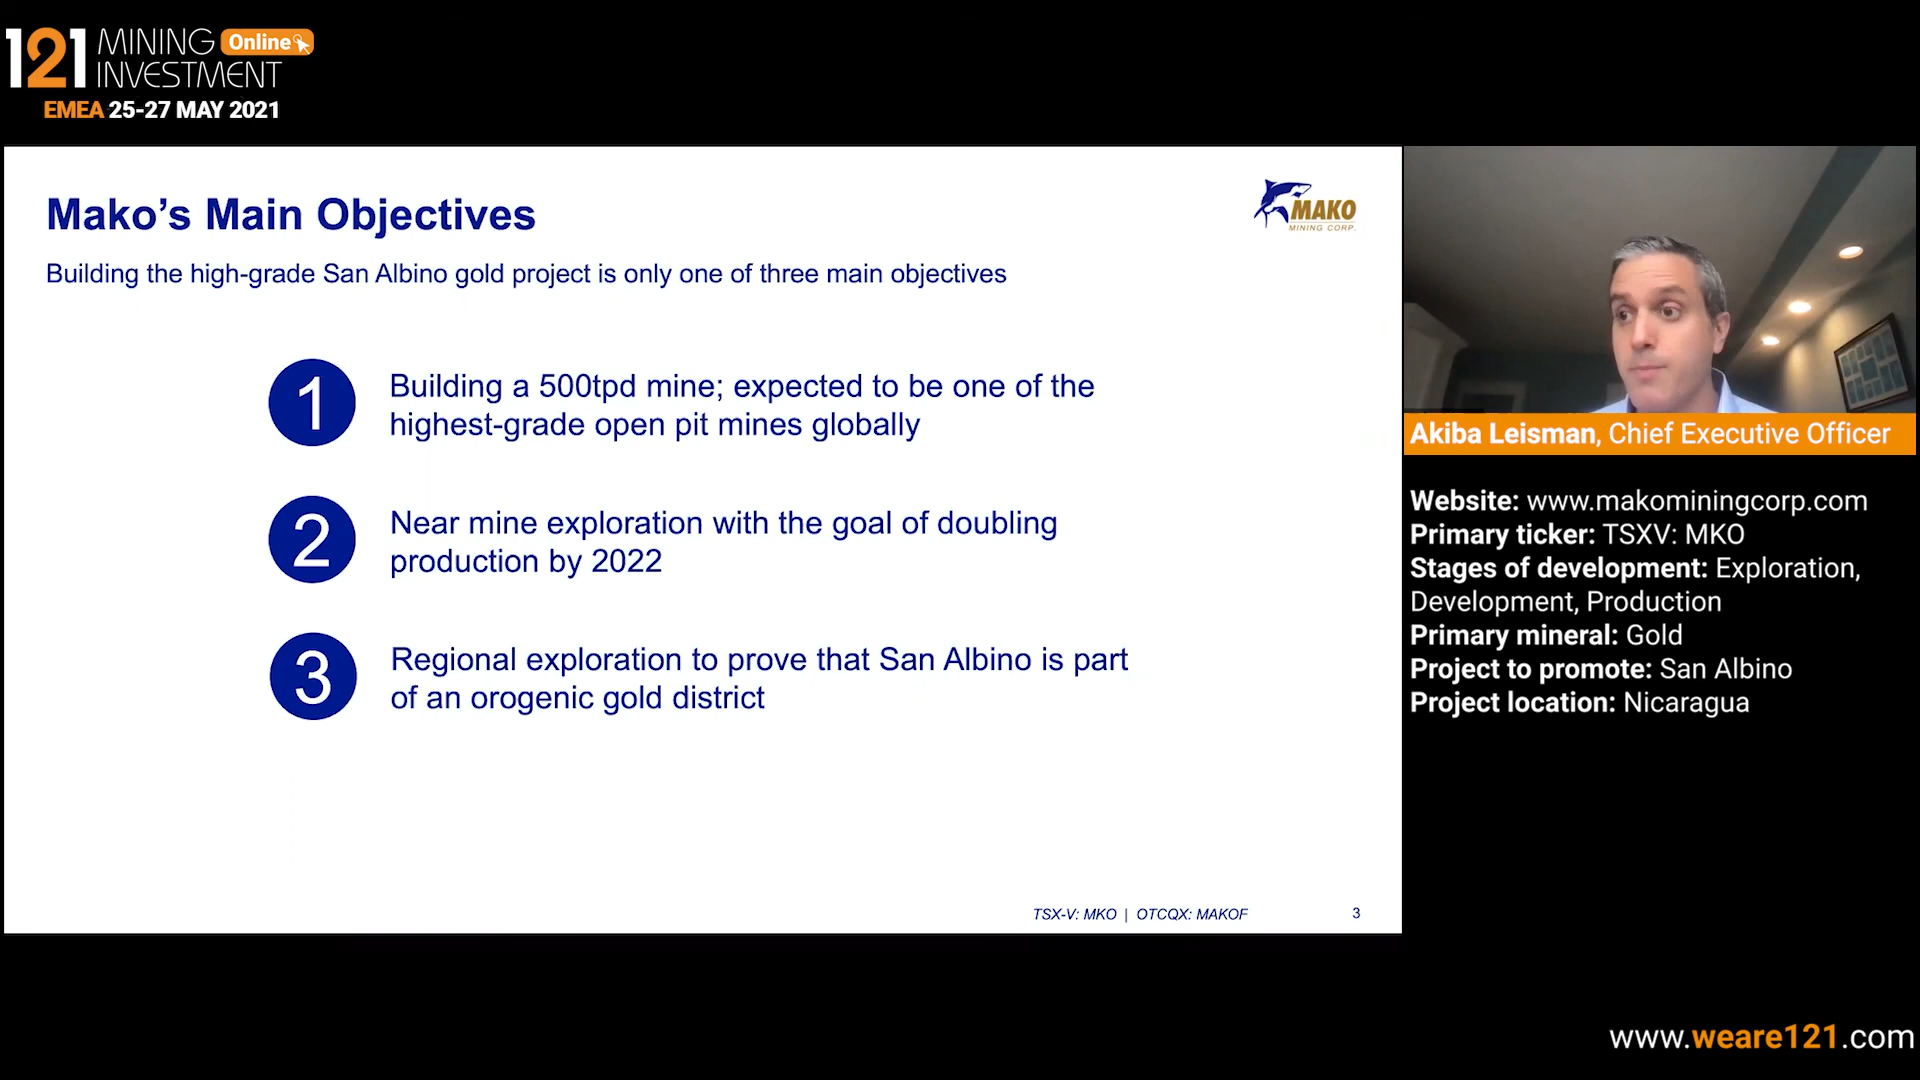 121 MINING Online
INVESTMENT
EMEA 25-27 MAY 2021
Mako’s Main Objectives
MAKO
MINING CORP.
Building the high-grade San Albino gold project is only one of three main objectives
1
Building a 500tpd mine; expected to be one of the
highest-grade open pit mines globally
2
Near mine exploration with the goal of doubling
production by 2022
3
Regional exploration to prove that San Albino is part
of an orogenic gold district
TSX-V: MKO | OTCQX: MAKOF
3
Akiba Leisman, Chief Executive Officer
Website: www.makominingcorp.com
Primary ticker: TSXV: MKO
Stages of development: Exploration,
Development, Production
Primary mineral: Gold
Project to promote: San Albino
Project location: Nicaragua
www.weare121.com